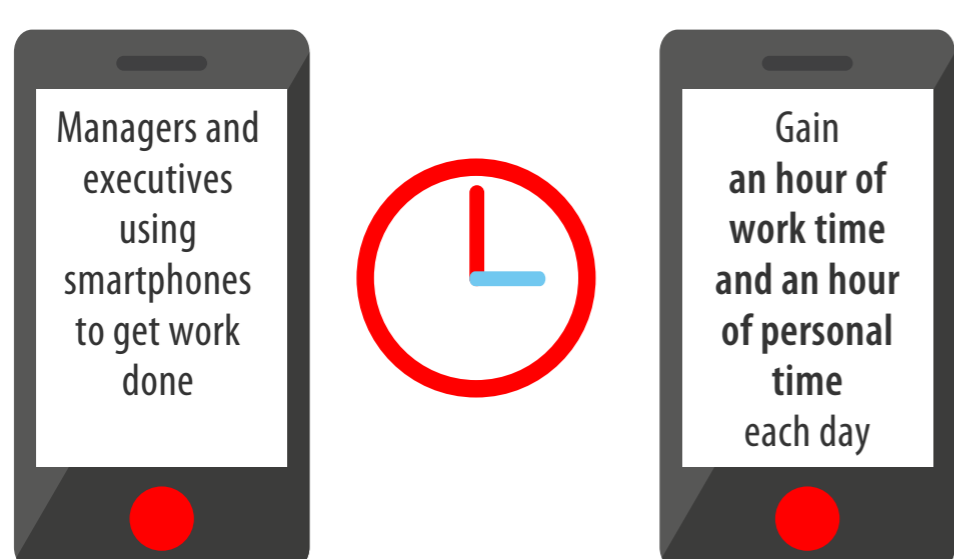 Managers and
executives
using
smartphones
to get work
done
Gain
an hour of
work time
and an hour
of personal
time
each day